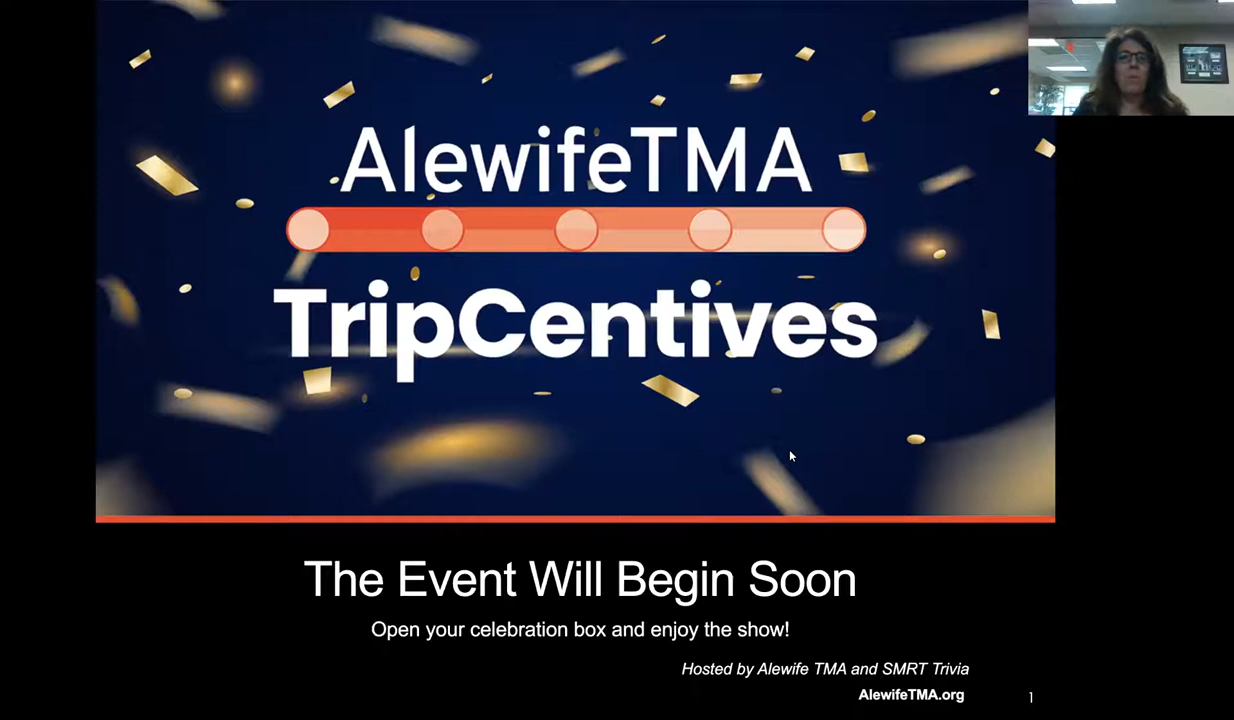 AlewifeTMA
TripCentives
The Event Will Begin Soon
Open your celebration box and enjoy the show!
Hosted by Alewife TMA and SMRT Trivia
AlewifeTMA.org
1